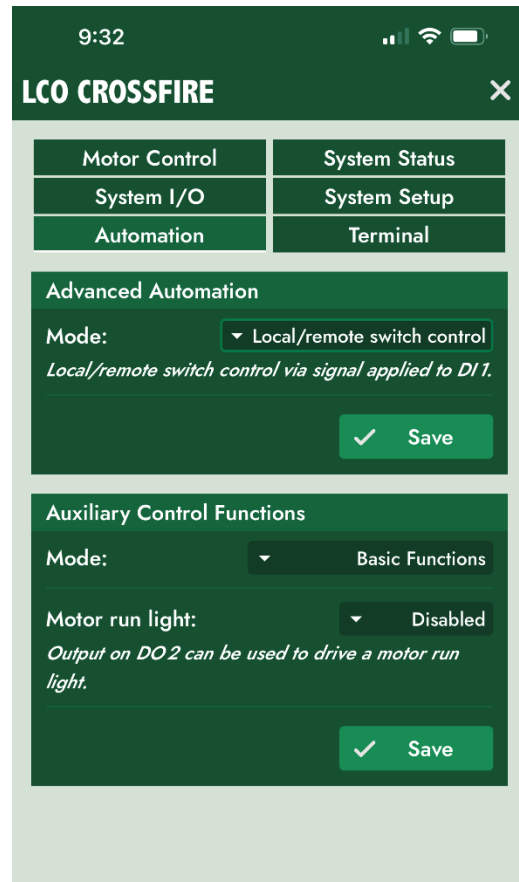 9:32
LCO CROSSFIRE
Motor Control
System Status
System I/O
System Setup
Automation
Terminal
Advanced Automation
Mode:
Local/remote switch control
Local/remote switch control via signal applied to DI 1.
Save
Auxiliary Control Functions
Mode:
Basic Functions
Motor run light:
Disabled
Output on DO 2 can be used to drive a motor run
light.
Save